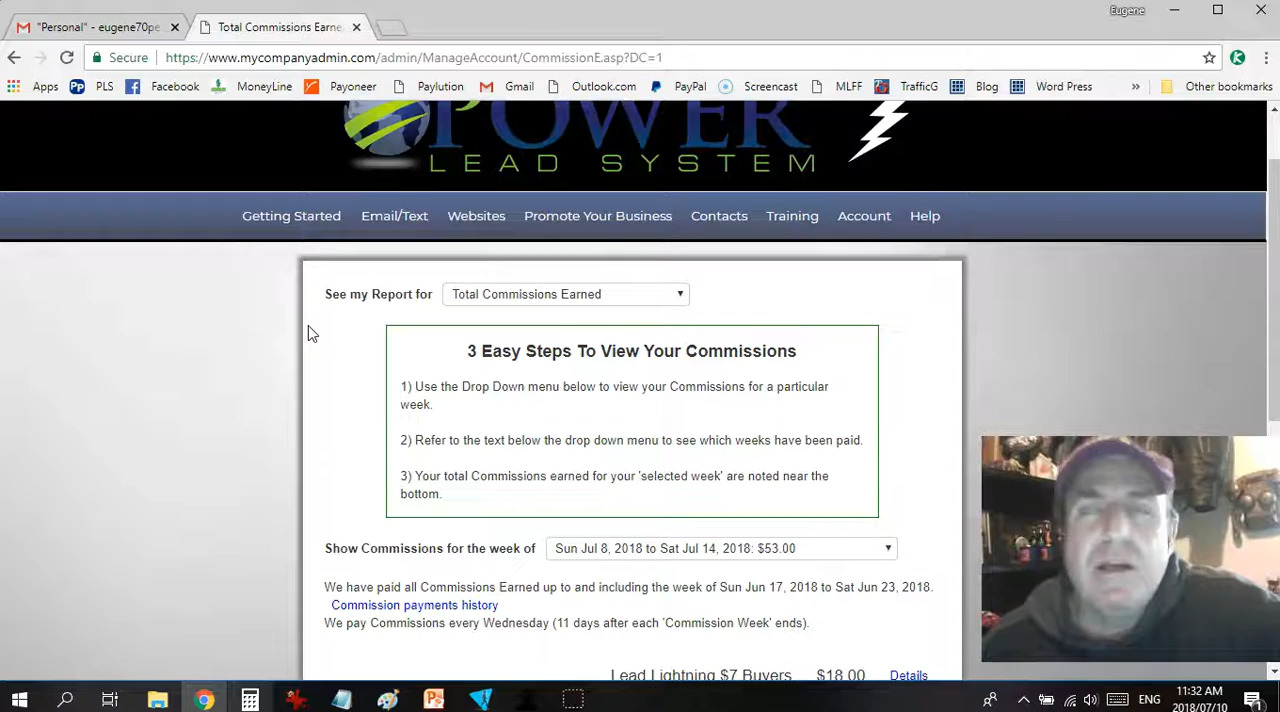 Eugene
"Personal" - eugene70pe
Total Commissions Earne
Secure https://www.mycompanyadmin.com/admin/ManageAccount/CommissionE.asp?DC=1
Apps PLS Facebook MoneyLine Payoneer Paylution Gmail Outlook.com PayPal Screencast MLFF TrafficG Blog Word Press » Other bookmarks
POWER
LEAD SYSTEM
Getting Started Email/Text Websites Promote Your Business Contacts Training Account Help
See my Report for Total Commissions Earned
3 Easy Steps To View Your Commissions
1) Use the Drop Down menu below to view your Commissions for a particular
week.
2) Refer to the text below the drop down menu to see which weeks have been paid.
3) Your total Commissions earned for your 'selected week' are noted near the
bottom.
Show Commissions for the week of Sun Jul 8, 2018 to Sat Jul 14, 2018: $53.00
We have paid all Commissions Earned up to and including the week of Sun Jun 17, 2018 to Sat Jun 23, 2018.
Commission payments history
We pay Commissions every Wednesday (11 days after each 'Commission Week' ends).
Lead Lightning $7 Buyers $18.00 Details
ENG
11:32 AM
2018/07/10